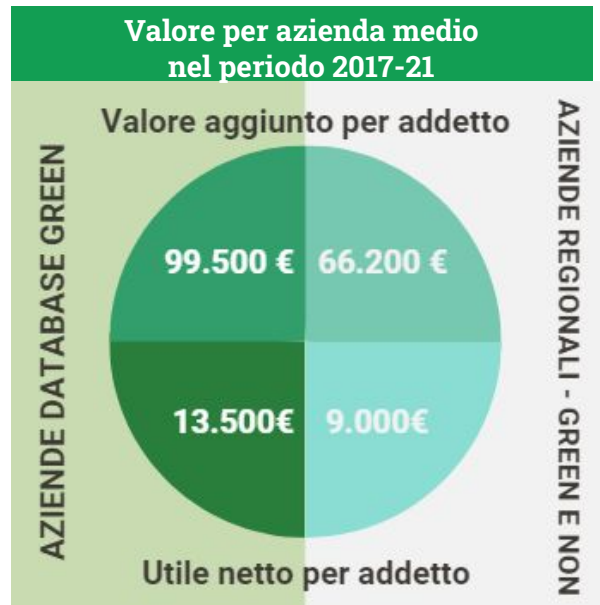 Valore per azienda medio
nel periodo 2017-21
Valore aggiunto per addetto
AZIENDE DATABASE GREEN
99.500 €
66.200 €
13.500€
9.000€
AZIENDE REGIONALI - GREEN E NON
Utile netto per addetto